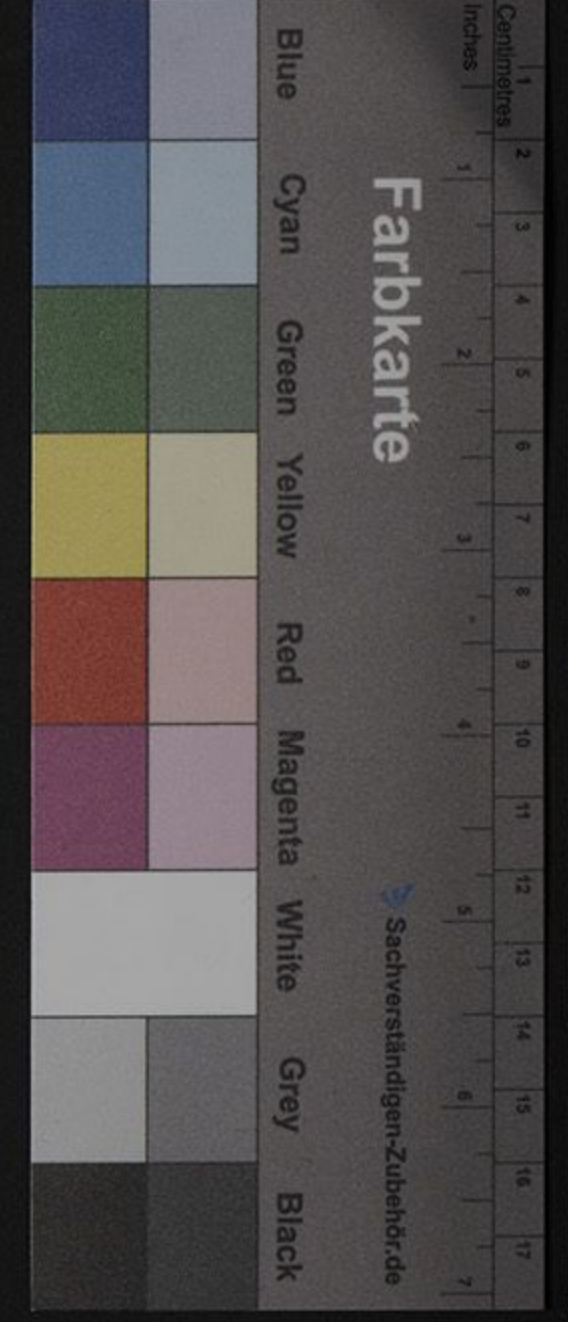 Centimetres 1 2 3 4 5 6 7 8 9 10 11 12 13 14 15 16 17
Inches 1 2 3 4 5 6 7
Farbkarte
Sachverständigen-Zubehör.de
Blue Cyan Green Yellow Red Magenta White Grey Black